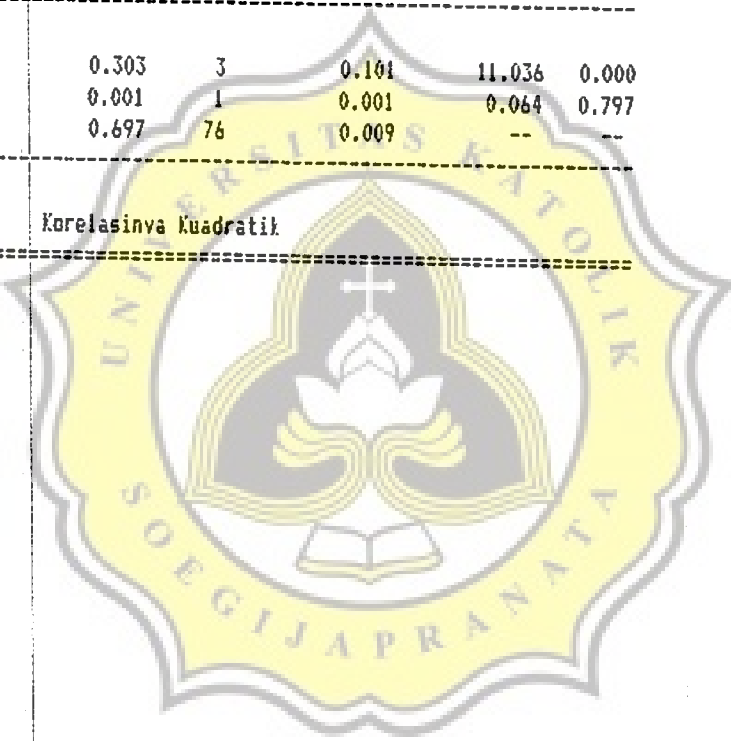 0.303 3 0.101 11.036 0.000
0.001 1 0.001 0.064 0.797
0.697 76 0.009 -- --
Korelasinya Kuadratik
UNIVERSITAS KATOLIK
SOEGIJAPRANATA